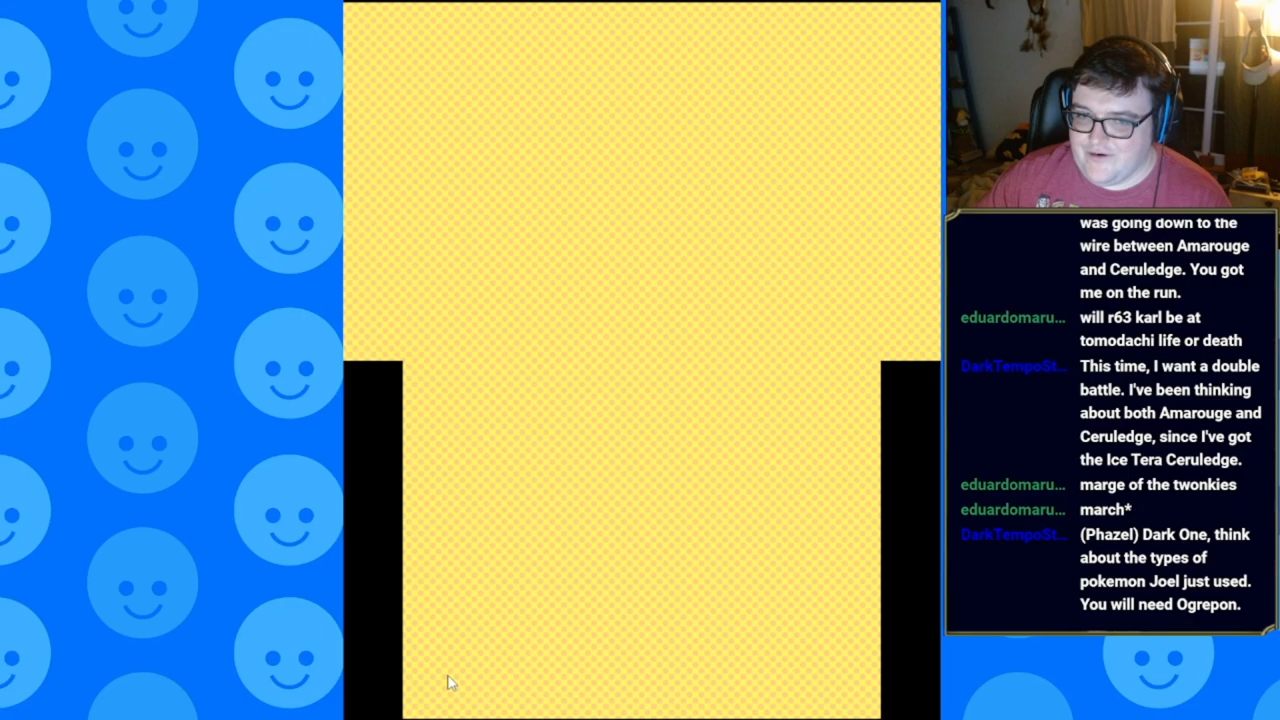 was going down to the
wire between Amarouge
and Ceruledge. You got
me on the run.
eduardomaru... will r63 karl be at
tomodachi life or death
DarkTempoSt... This time, I want a double
battle. I've been thinking
about both Amarouge and
Ceruledge, since I've got
the Ice Tera Ceruledge.
eduardomaru... marge of the twonkies
eduardomaru... march*
DarkTempoSt... (Phazel) Dark One, think
about the types of
pokemon Joel just used.
You will need Ogrepon.